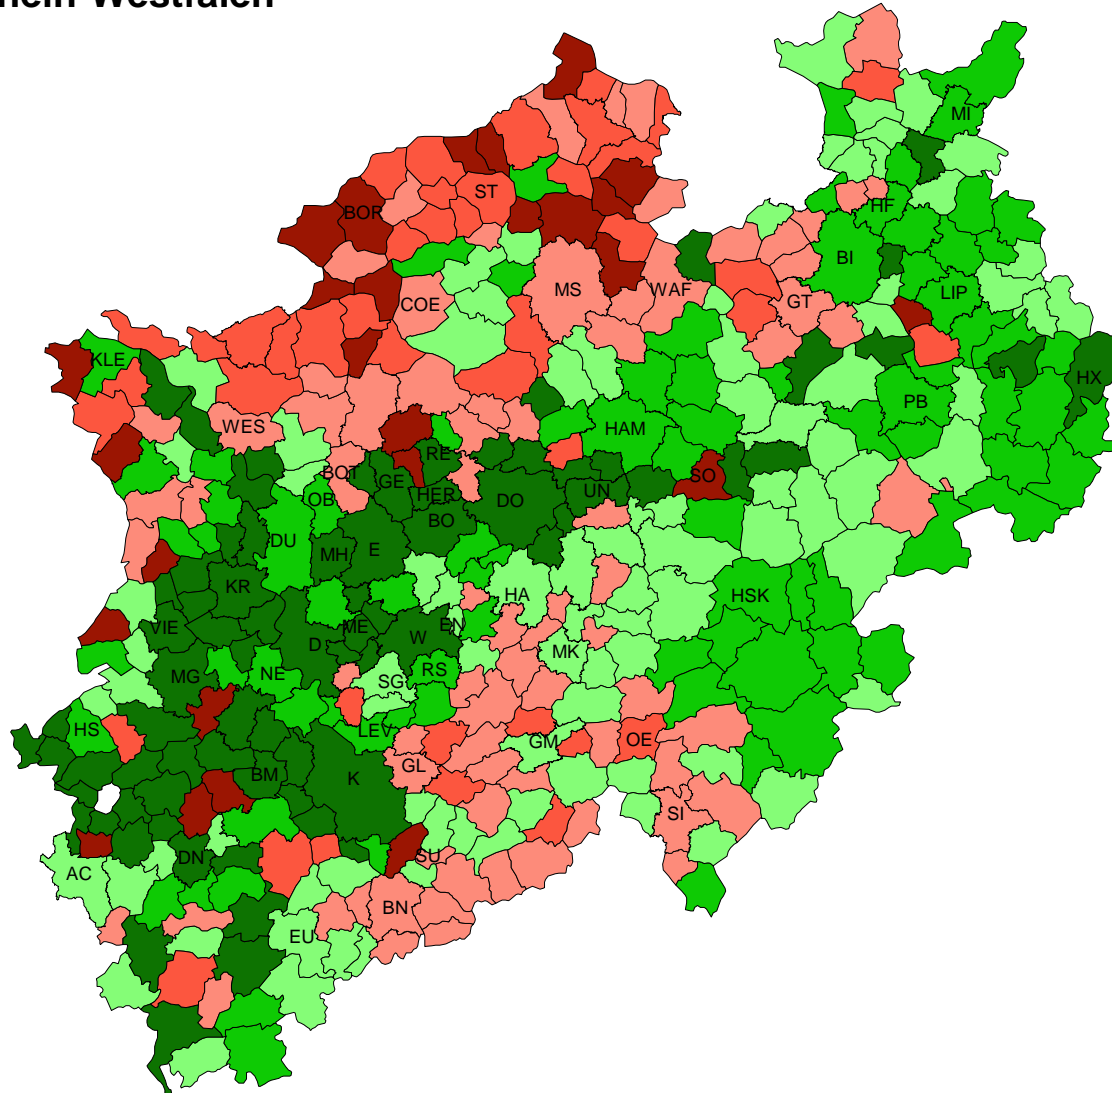 hein-Westfalen
MI
ST
BOR
HF
BI
MS
WAF
LIP
COE
GT
KLE
HX
PB
WES
HAM
RE
BOT
GE
SO
HER
UN
OB
DO
BO
DU
MH
E
KR
HA
HSK
VIE
ME
EN
W
D
MK
MG
NE
SG
RS
HS
LEV
GM
OE
GL
BM
K
SI
DN
SU
AC
BN
EU